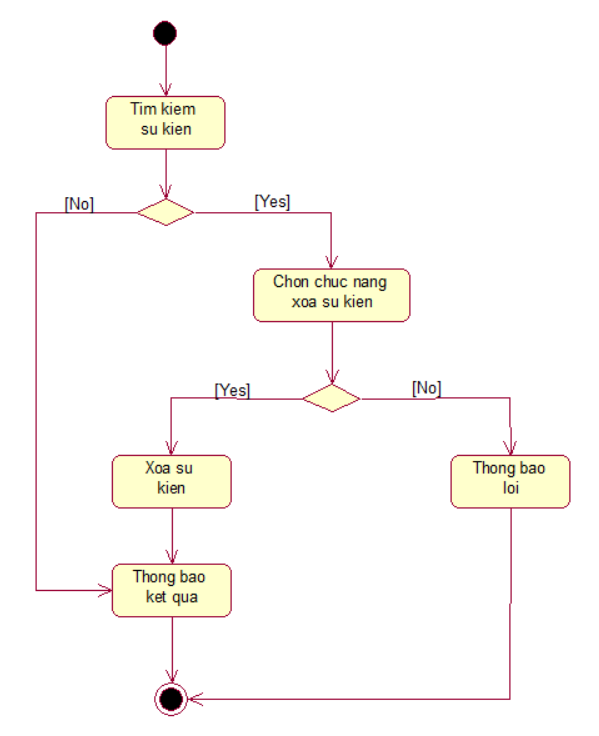 Tim kiem
su kien
[No]
[Yes]
Chon chuc nang
xoa su kien
[Yes]
[No]
Xoa su
kien
Thong bao
loi
Thong bao
ket qua